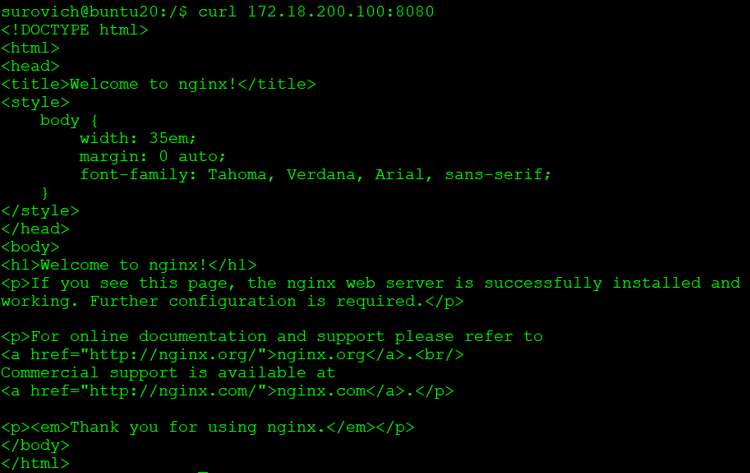 surovich@buntu20:/$ curl 172.18.200.100:8080
<!DOCTYPE html>
<html>
<head>
<title>Welcome to nginx!</title>
<style>
    body {
        width: 35em;
        margin: 0 auto;
        font-family: Tahoma, Verdana, Arial, sans-serif;
    }
</style>
</head>
<body>
<h1>Welcome to nginx!</h1>
<p>If you see this page, the nginx web server is successfully installed and
working. Further configuration is required.</p>

<p>For online documentation and support please refer to
<a href="http://nginx.org/">nginx.org</a>.<br/>
Commercial support is available at
<a href="http://nginx.com/">nginx.com</a>.</p>

<p><em>Thank you for using nginx.</em></p>
</body>
</html>